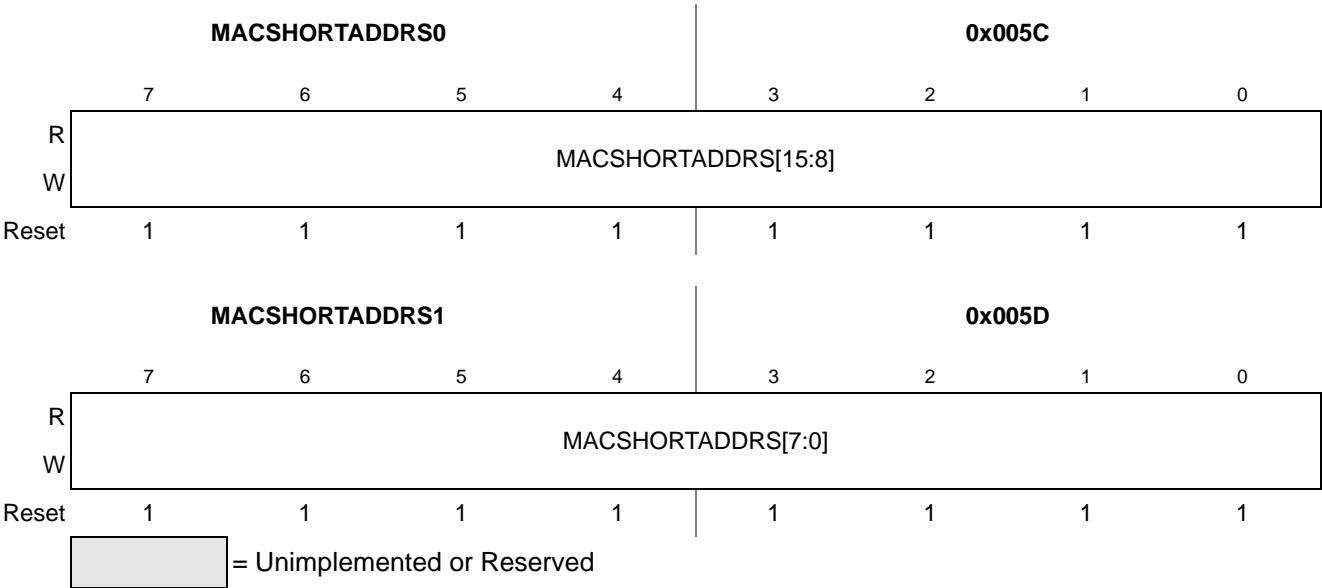 MACSHORTADDRS0 0x005C
7 6 5 4 3 2 1 0
R
MACSHORTADDRS[15:8]
W
Reset 1 1 1 1 1 1 1 1
MACSHORTADDRS1 0x005D
7 6 5 4 3 2 1 0
R
MACSHORTADDRS[7:0]
W
Reset 1 1 1 1 1 1 1 1
= Unimplemented or Reserved